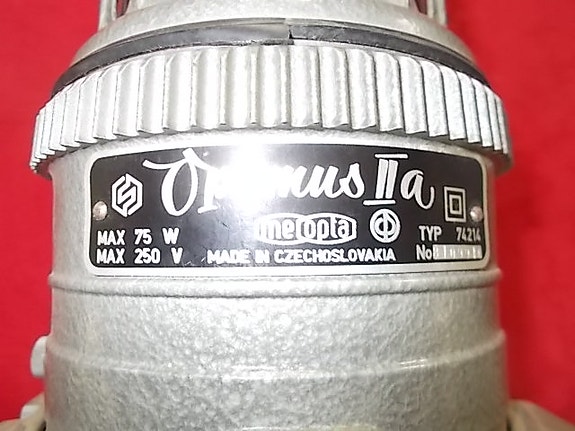 Opemus IIa
meopta
MAX 75 W
TYP 74214
MAX 250 V
MADE IN CZECHOSLOVAKIA
No